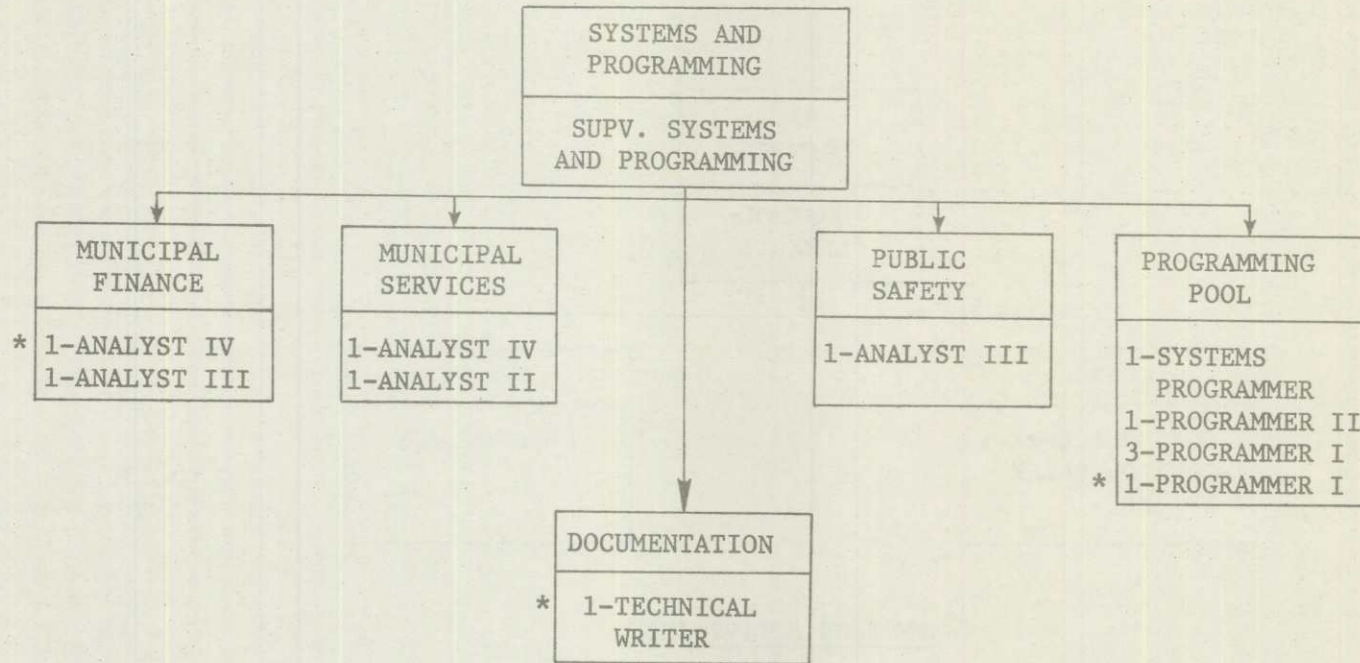 SYSTEMS AND
PROGRAMMING
SUPV. SYSTEMS
AND PROGRAMMING
MUNICIPAL
FINANCE
* 1-ANALYST IV
1-ANALYST III
MUNICIPAL
SERVICES
1-ANALYST IV
1-ANALYST II
PUBLIC
SAFETY
1-ANALYST III
PROGRAMMING
POOL
1-SYSTEMS
PROGRAMMER
1-PROGRAMMER II
3-PROGRAMMER I
* 1-PROGRAMMER I
DOCUMENTATION
* 1-TECHNICAL
WRITER